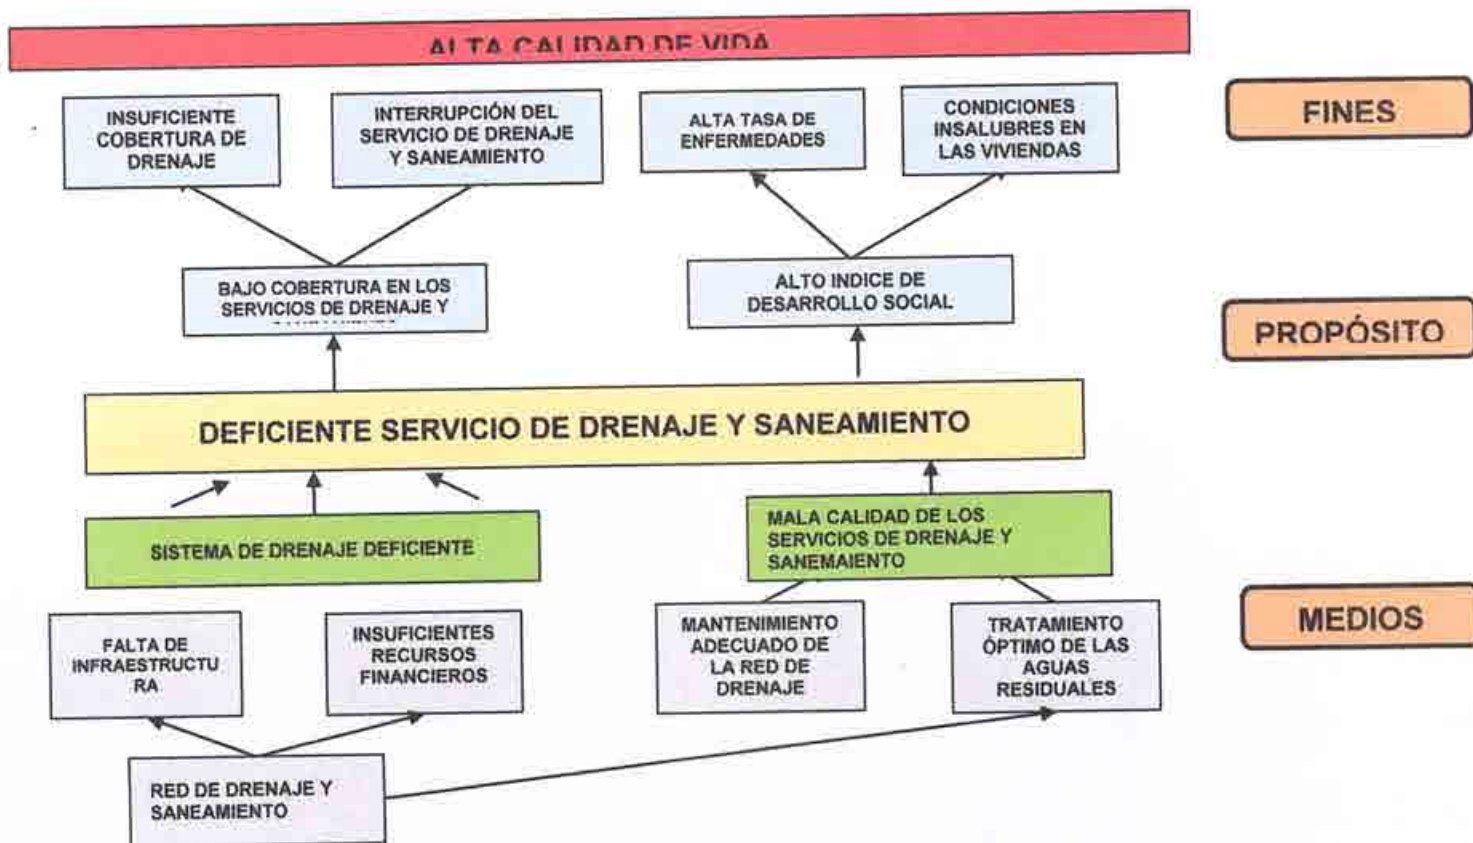 ALTA CALIDAD DE VIDA
INSUFICIENTE
COBERTURA DE
DRENAJE
INTERRUPCIÓN DEL
SERVICIO DE DRENAJE
Y SANEAMIENTO
ALTA TASA DE
ENFERMEDADES
CONDICIONES
INSALUBRES EN
LAS VIVIENDAS
FINES
BAJO COBERTURA EN LOS
SERVICIOS DE DRENAJE Y
ALTO INDICE DE
DESARROLLO SOCIAL
PROPÓSITO
DEFICIENTE SERVICIO DE DRENAJE Y SANEAMIENTO
SISTEMA DE DRENAJE DEFICIENTE
MALA CALIDAD DE LOS
SERVICIOS DE DRENAJE Y
SANEMAIENTO
FALTA DE
INFRAESTRUCTU
RA
INSUFICIENTES
RECURSOS
FINANCIEROS
MANTENIMIENTO
ADECUADO DE
LA RED DE
DRENAJE
TRATAMIENTO
ÓPTIMO DE LAS
AGUAS
RESIDUALES
MEDIOS
RED DE DRENAJE Y
SANEAMIENTO